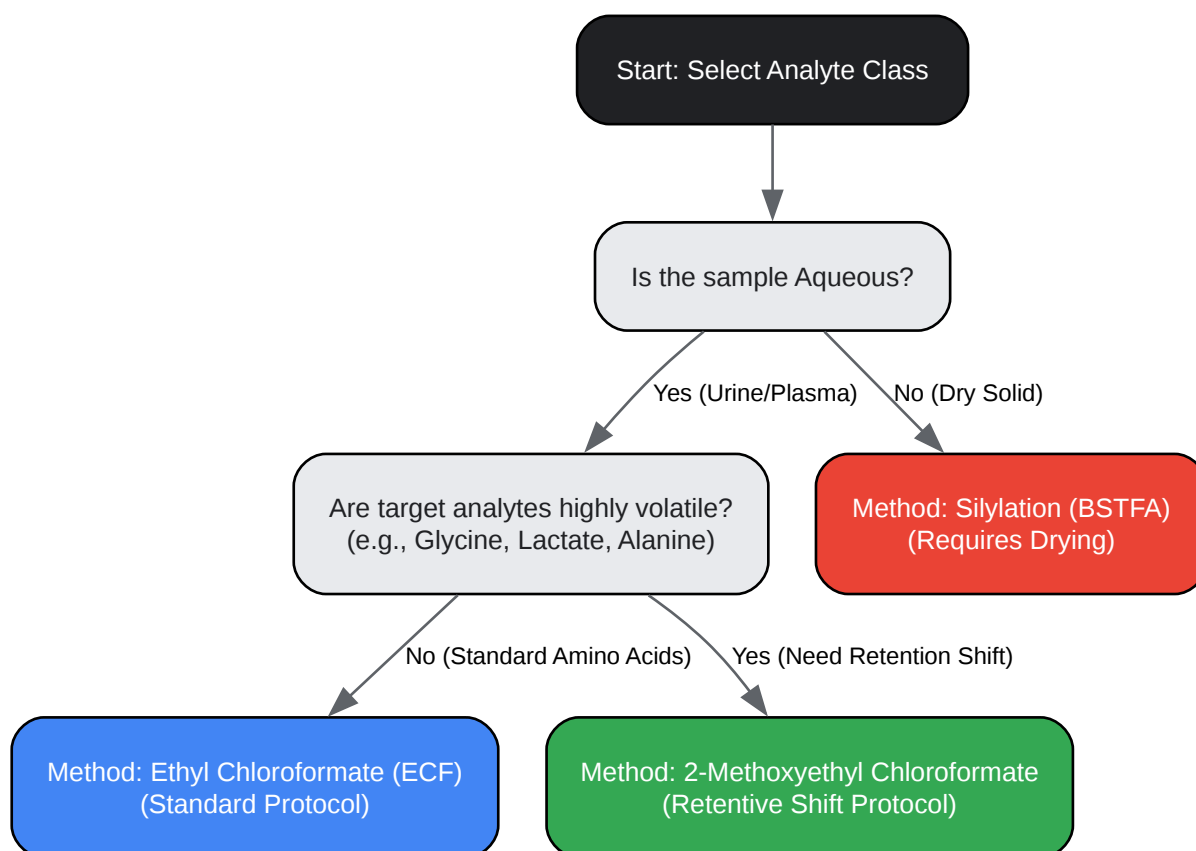 Start: Select Analyte Class
Is the sample Aqueous?
Yes (Urine/Plasma)
No (Dry Solid)
Are target analytes highly volatile?
(e.g., Glycine, Lactate, Alanine)
Method: Silylation (BSTFA)
(Requires Drying)
No (Standard Amino Acids)
Yes (Need Retention Shift)
Method: Ethyl Chloroformate (ECF)
(Standard Protocol)
Method: 2-Methoxyethyl Chloroformate
(Retentive Shift Protocol)